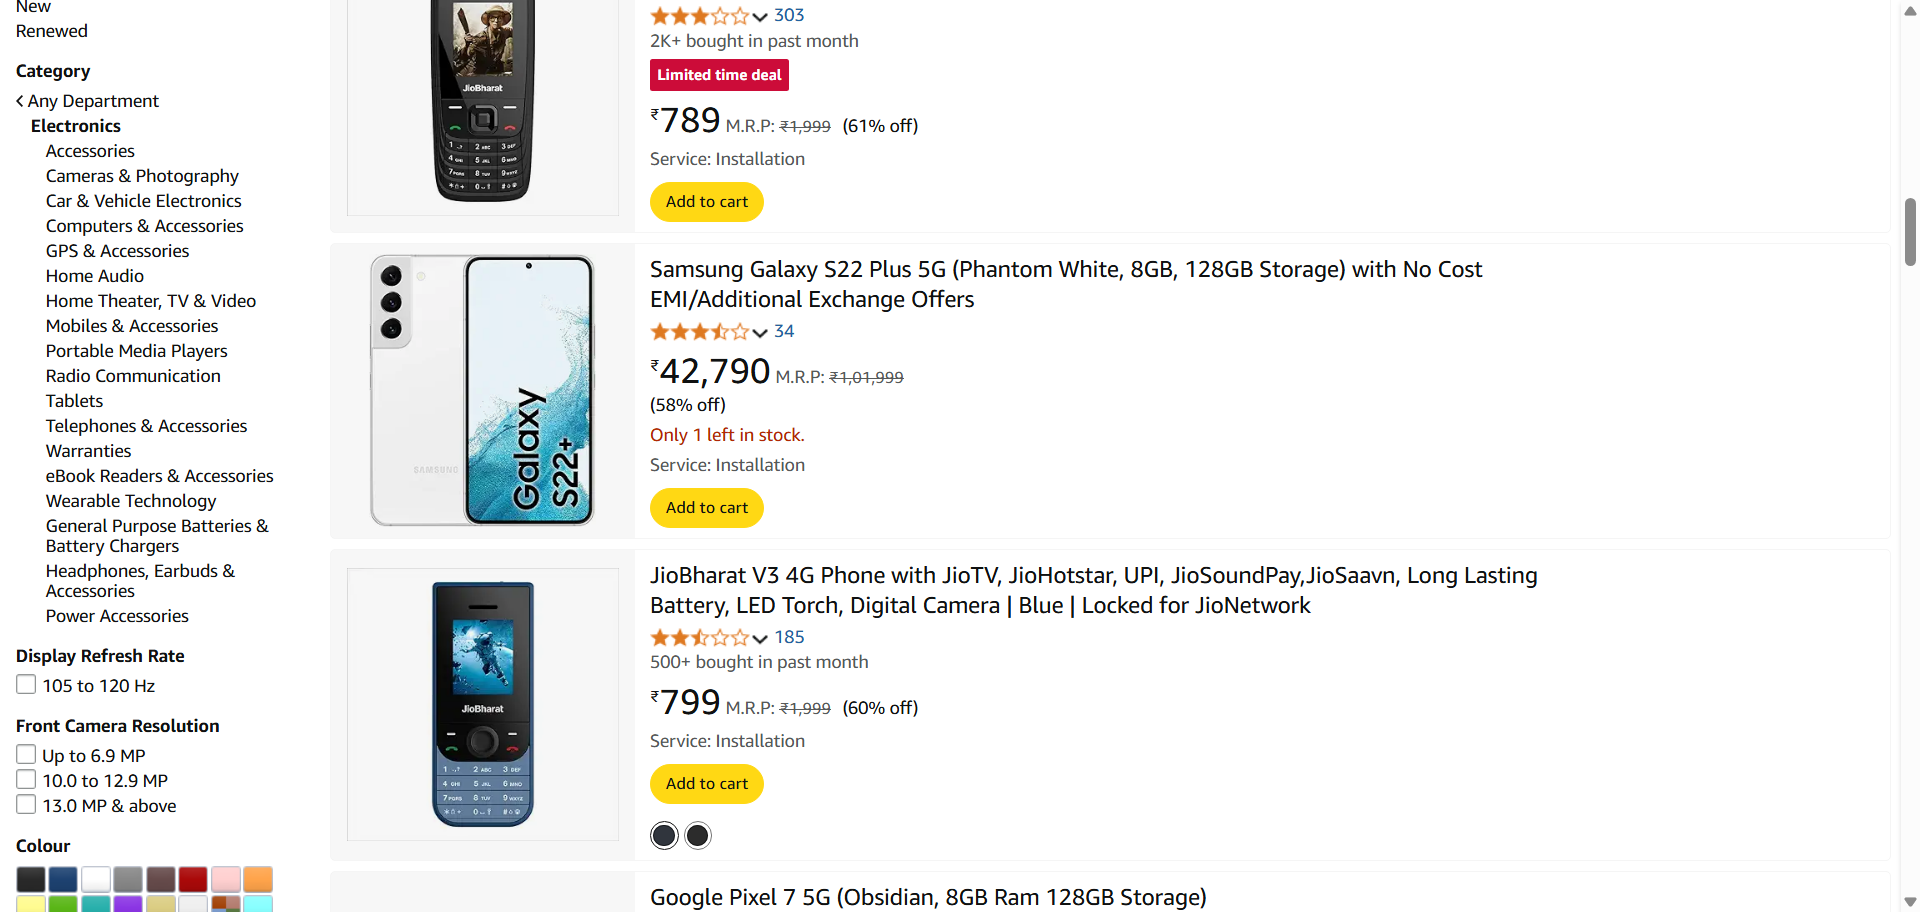 New
Renewed
Category
Any Department
Electronics
Accessories
Cameras & Photography
Car & Vehicle Electronics
Computers & Accessories
GPS & Accessories
Home Audio
Home Theater, TV & Video
Mobiles & Accessories
Portable Media Players
Radio Communication
Tablets
Telephones & Accessories
Warranties
eBook Readers & Accessories
Wearable Technology
General Purpose Batteries &
Battery Chargers
Headphones, Earbuds &
Accessories
Power Accessories
Display Refresh Rate
105 to 120 Hz
Front Camera Resolution
Up to 6.9 MP
10.0 to 12.9 MP
13.0 MP & above
Colour
JioBharat
303
2K+ bought in past month
Limited time deal
₹789 M.R.P: ₹1,999 (61% off)
Service: Installation
Add to cart
SAMSUNG
Galaxy
S22+
Samsung Galaxy S22 Plus 5G (Phantom White, 8GB, 128GB Storage) with No Cost
EMI/Additional Exchange Offers
34
₹42,790 M.R.P: ₹1,01,999
(58% off)
Only 1 left in stock.
Service: Installation
Add to cart
JioBharat
JioBharat V3 4G Phone with JioTV, JioHotstar, UPI, JioSoundPay,JioSaavn, Long Lasting
Battery, LED Torch, Digital Camera | Blue | Locked for JioNetwork
185
500+ bought in past month
₹799 M.R.P: ₹1,999 (60% off)
Service: Installation
Add to cart
Google Pixel 7 5G (Obsidian, 8GB Ram 128GB Storage)